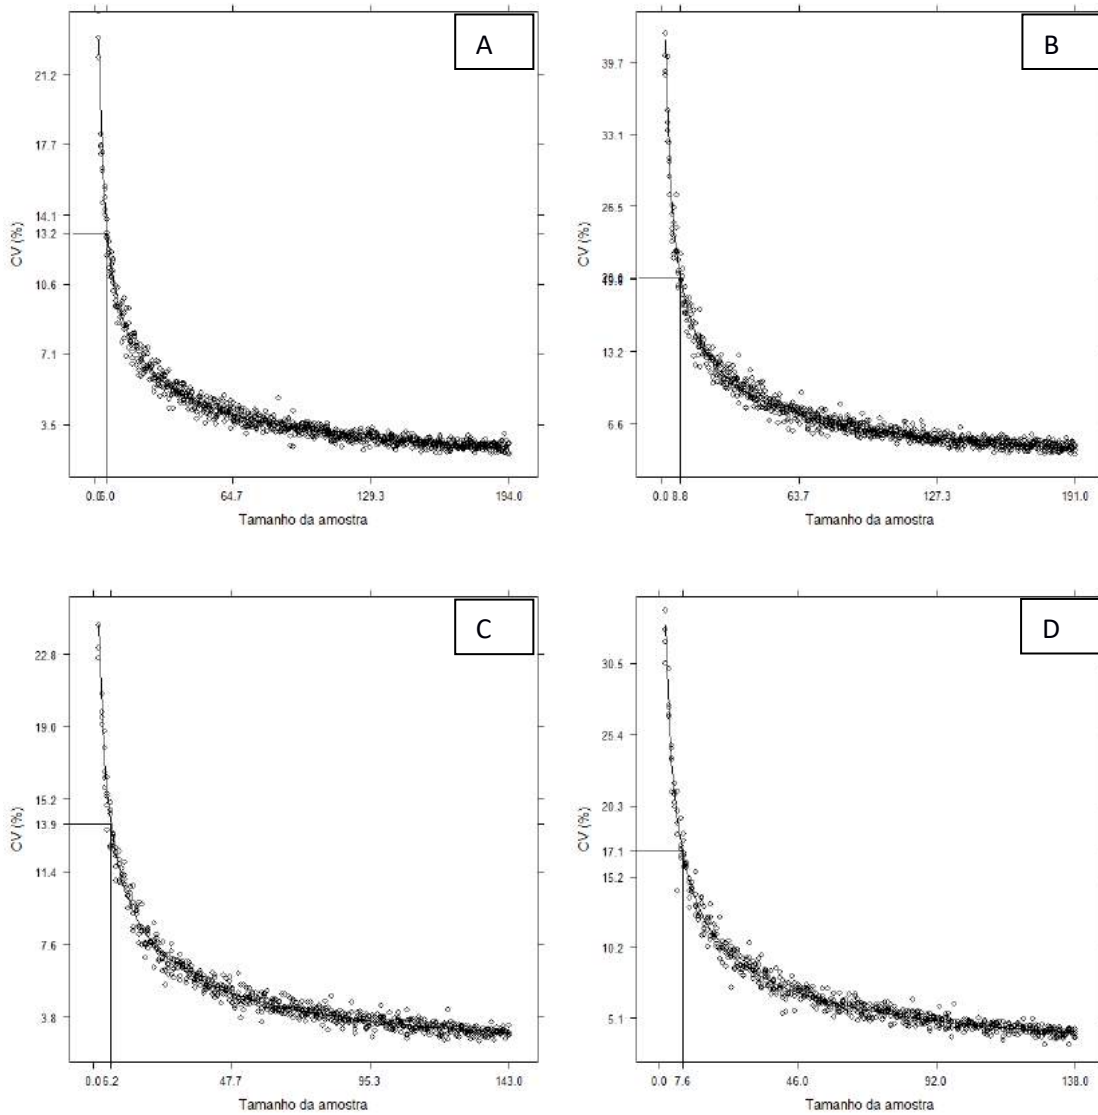 A
CV (%)
21.2
17.7
14.1
13.2
10.6
7.1
3.5
64.7 129.3 194.0
Tamanho da amostra
B
CV (%)
39.7
33.1
26.5
13.2
6.6
0.0 8.8 63.7 127.3 191.0
Tamanho da amostra
C
CV (%)
22.8
19.0
15.2
13.9
11.4
7.6
3.8
47.7 95.3 143.0
Tamanho da amostra
D
CV (%)
30.5
25.4
20.3
17.1
15.2
10.2
5.1
0.0 7.6 46.0 92.0 138.0
Tamanho da amostra